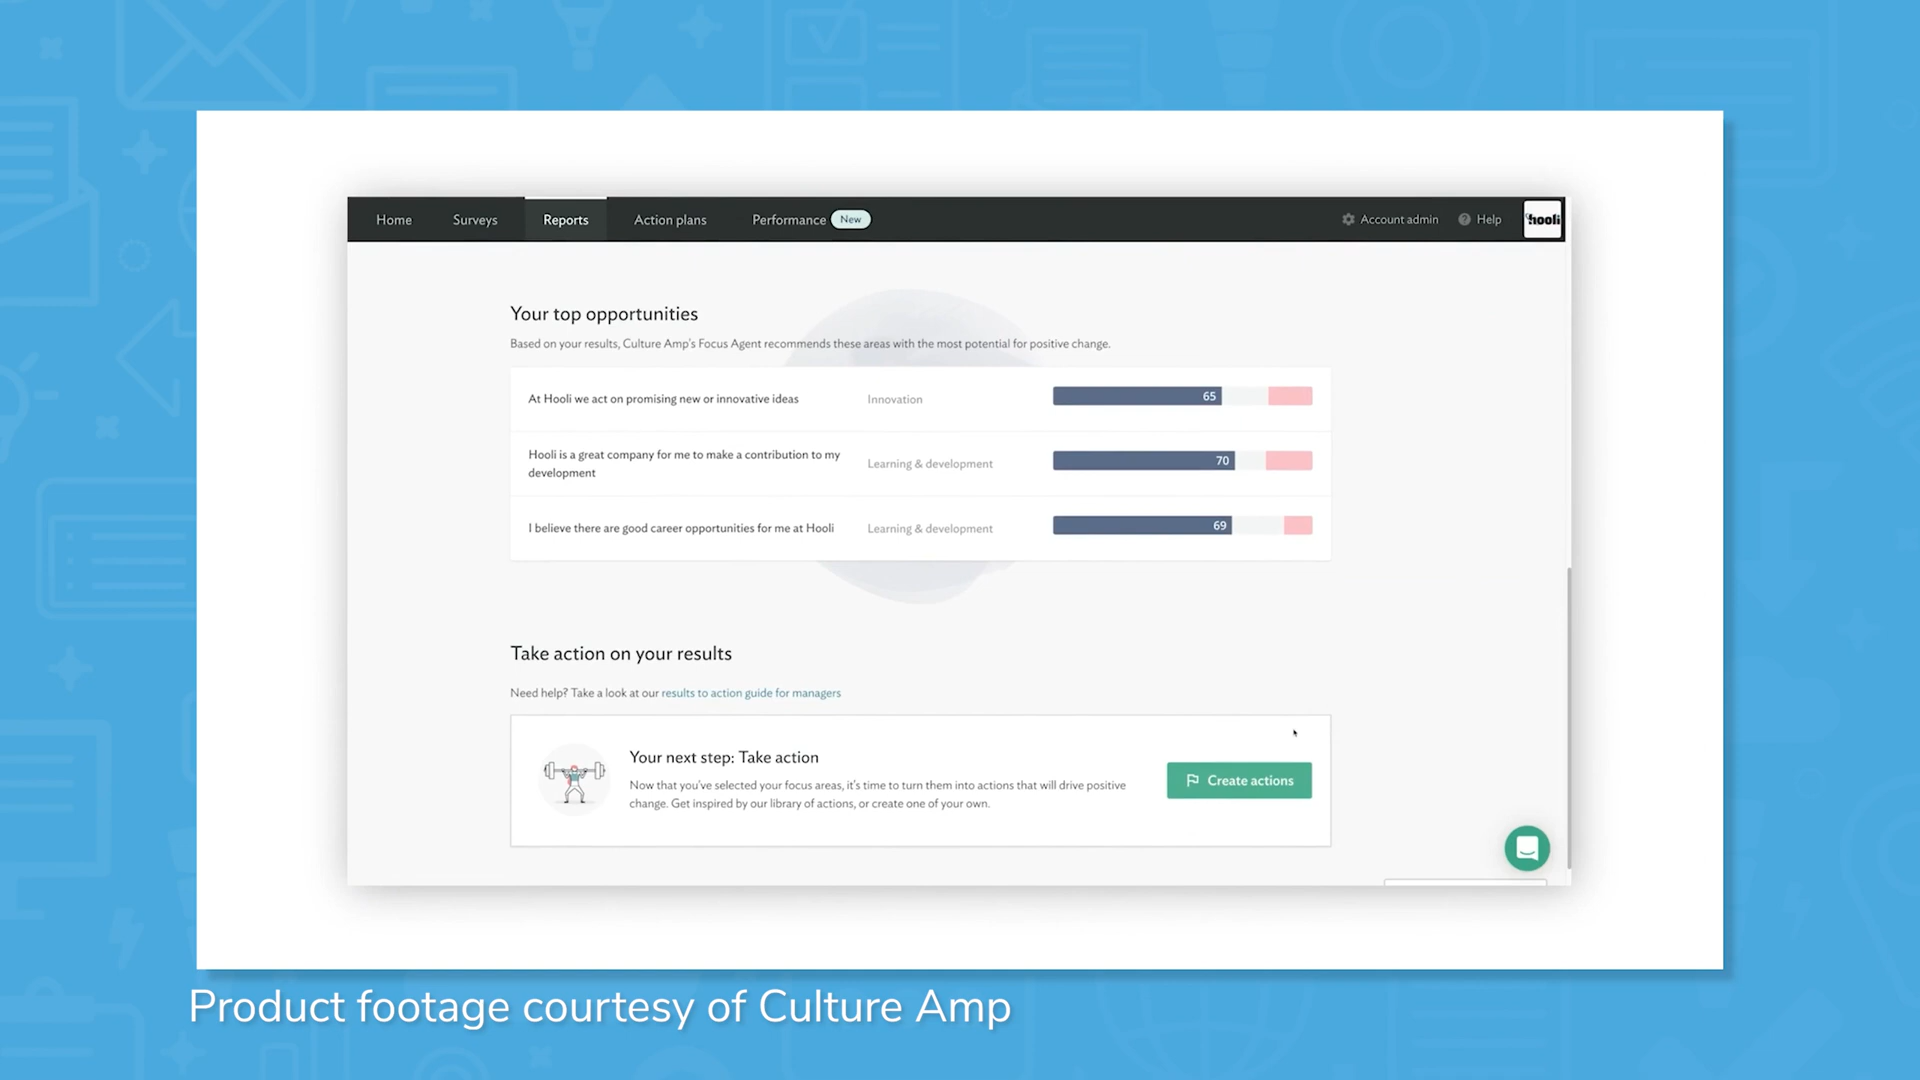 Home Surveys Reports Action plans Performance New Account admin Help hooli
Your top opportunities
Based on your results, Culture Amp's Focus Agent recommends these areas with the most potential for positive change.
At Hooli we act on promising new or innovative ideas Innovation 65
Hooli is a great company for me to make a contribution to my
development
Learning & development 70
I believe there are good career opportunities for me at Hooli Learning & development 69
Take action on your results
Need help? Take a look at our results to action guide for managers
Your next step: Take action
Now that you've selected your focus areas, it's time to turn them into actions that will drive positive
change. Get inspired by our library of actions, or create one of your own.
Create actions
Product footage courtesy of Culture Amp